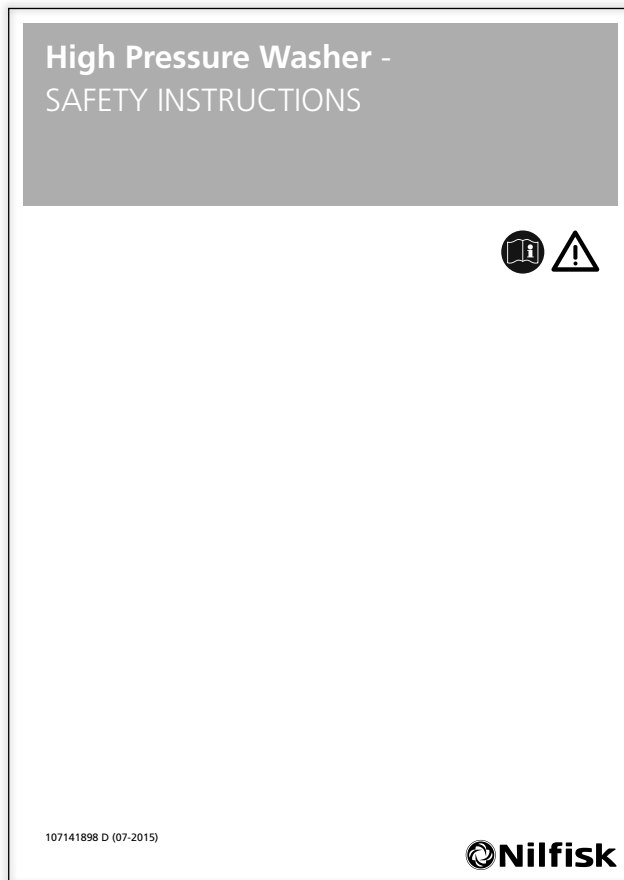 High Pressure Washer -
SAFETY INSTRUCTIONS
i
107141898 D (07-2015)
Nilfisk